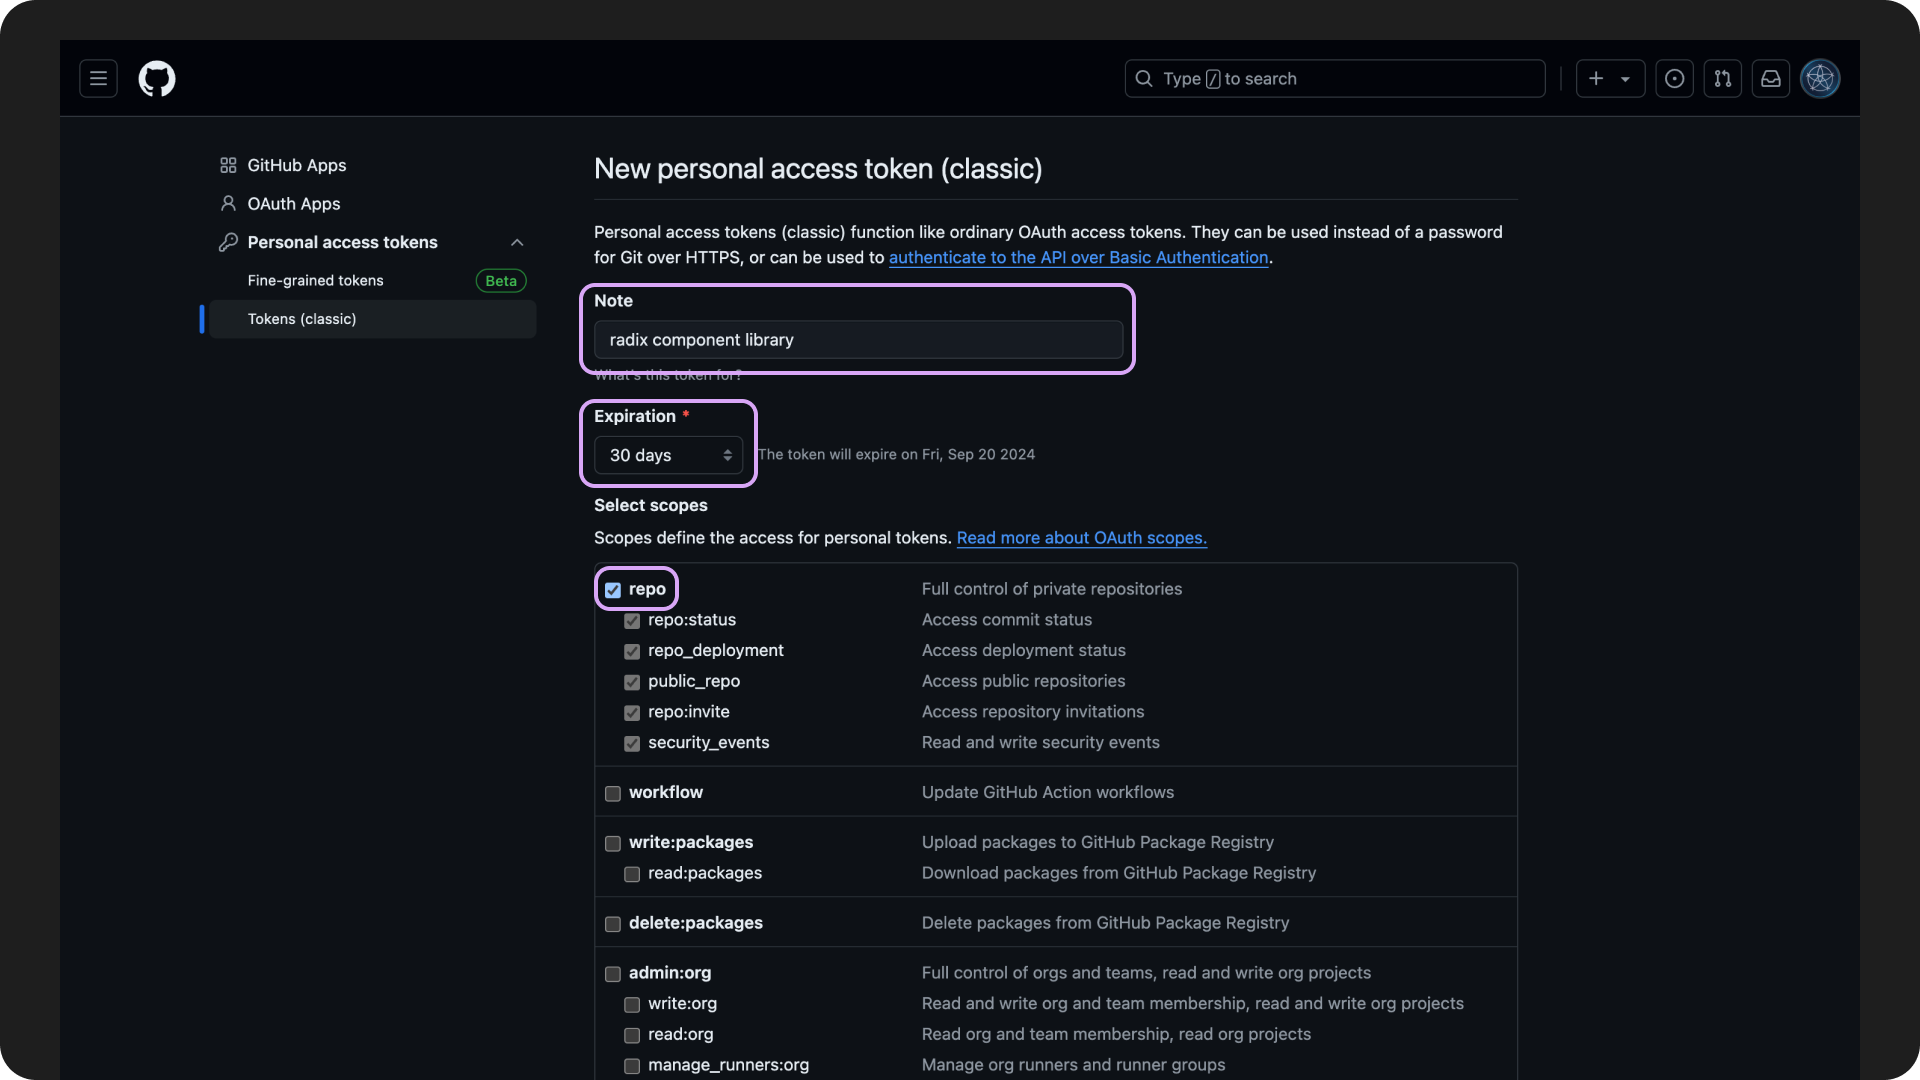 Type / to search
GitHub Apps
OAuth Apps
Personal access tokens
Fine-grained tokens Beta
Tokens (classic)
New personal access token (classic)
Personal access tokens (classic) function like ordinary OAuth access tokens. They can be used instead of a password
for Git over HTTPS, or can be used to authenticate to the API over Basic Authentication.
Note
radix component library
What's this token for?
Expiration *
30 days The token will expire on Fri, Sep 20 2024
Select scopes
Scopes define the access for personal tokens. Read more about OAuth scopes.
repo Full control of private repositories
repo:status Access commit status
repo_deployment Access deployment status
public_repo Access public repositories
repo:invite Access repository invitations
security_events Read and write security events
workflow Update GitHub Action workflows
write:packages Upload packages to GitHub Package Registry
read:packages Download packages from GitHub Package Registry
delete:packages Delete packages from GitHub Package Registry
admin:org Full control of orgs and teams, read and write org projects
write:org Read and write org and team membership, read and write org projects
read:org Read org and team membership, read org projects
manage_runners:org Manage org runners and runner groups